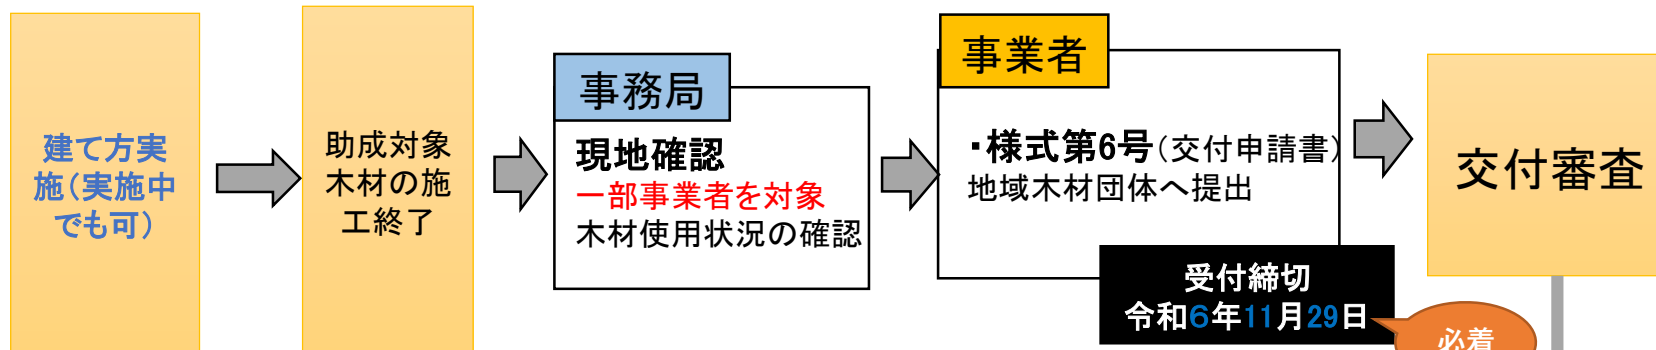 建て方実
施(実施中
でも可)
助成対象
木材の施
工終了
事務局
現地確認
一部事業者を対象
木材使用状況の確認
事業者
・様式第6号(交付申請書)
地域木材団体へ提出
受付締切
令和6年11月29日
必着
交付審査